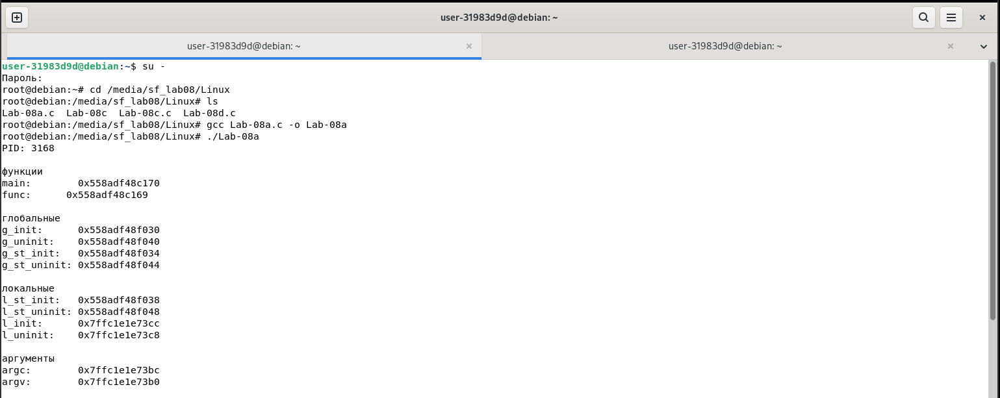 user-31983d9d@debian: ~
user-31983d9d@debian: ~
user-31983d9d@debian: ~
user-31983d9d@debian:~$ su -
Пароль:
root@debian:~# cd /media/sf_lab08/Linux
root@debian:/media/sf_lab08/Linux# ls
Lab-08a.c  Lab-08c  Lab-08c.c  Lab-08d.c
root@debian:/media/sf_lab08/Linux# gcc Lab-08a.c -o Lab-08a
root@debian:/media/sf_lab08/Linux# ./Lab-08a
PID: 3168
функции
main:        0x558adf48c170
func:      0x558adf48c169
глобальные
g_init:      0x558adf48f030
g_uninit:    0x558adf48f040
g_st_init:   0x558adf48f034
g_st_uninit: 0x558adf48f044
локальные
l_st_init:   0x558adf48f038
l_st_uninit: 0x558adf48f048
l_init:      0x7ffc1e1e73cc
l_uninit:    0x7ffc1e1e73c8
аргументы
argc:        0x7ffc1e1e73bc
argv:        0x7ffc1e1e73b0